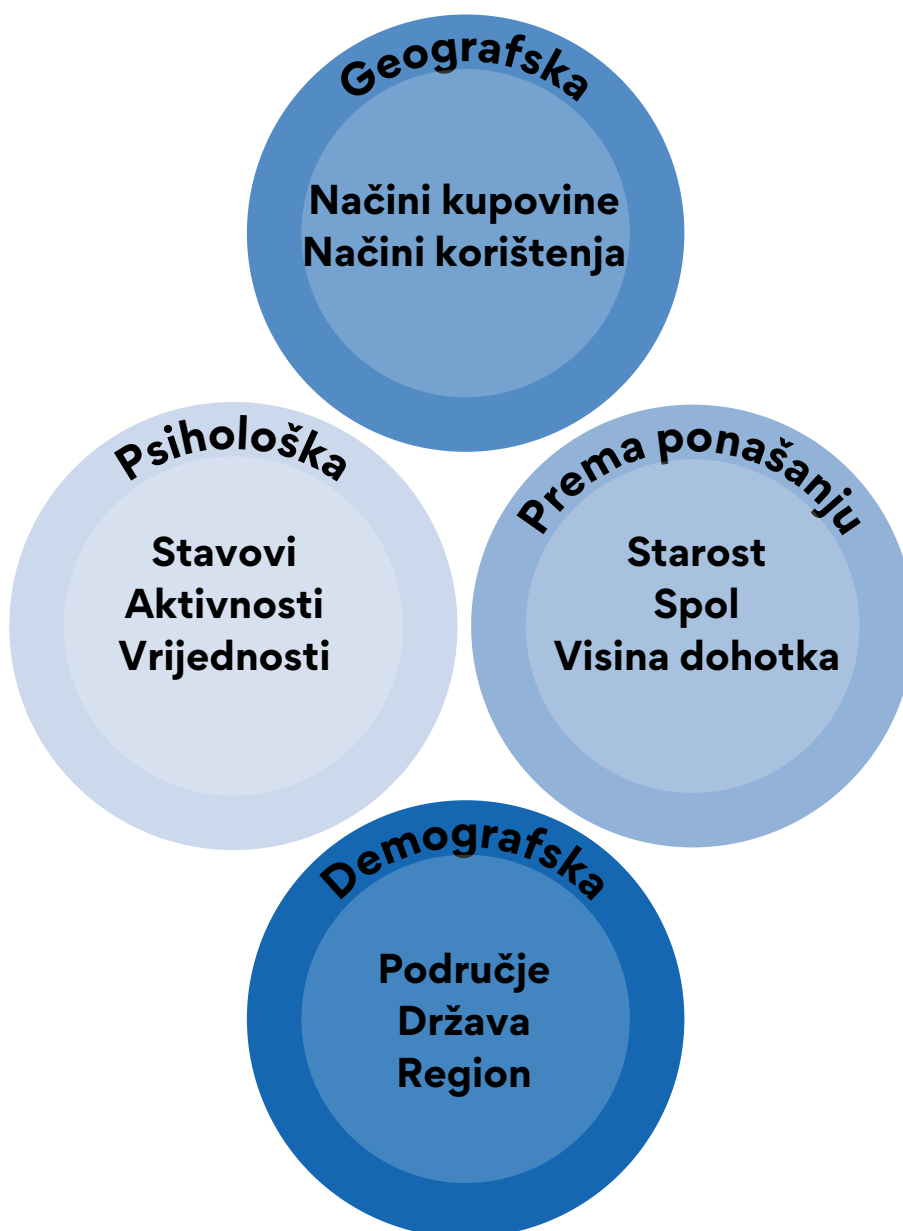 Geografska
Načini kupovine
Načini korištenja
Psihološka
Stavovi
Aktivnosti
Vrijednosti
Prema ponašanju
Starost
Spol
Visina dohotka
Demografska
Područje
Država
Region